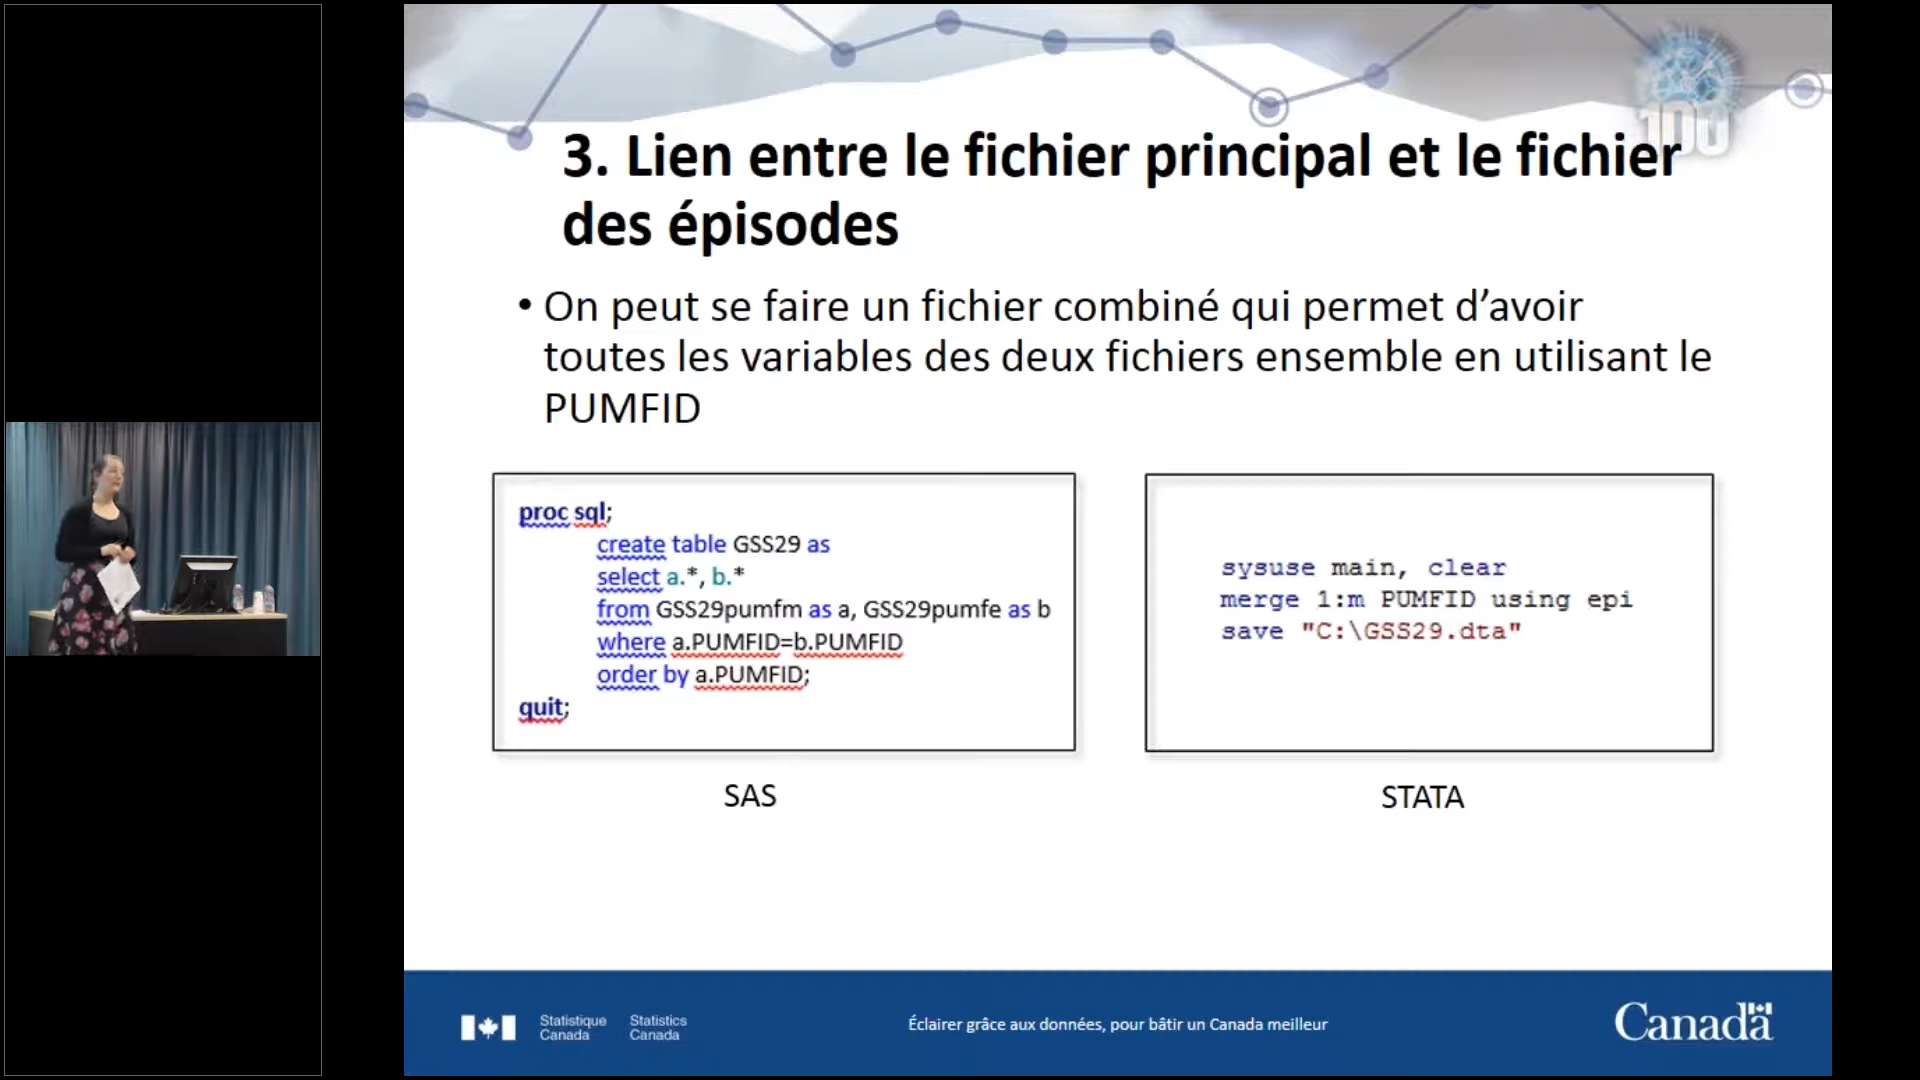 100
3. Lien entre le fichier principal et le fichier
des épisodes
• On peut se faire un fichier combiné qui permet d’avoir
toutes les variables des deux fichiers ensemble en utilisant le
PUMFID
proc sql;
create table GSS29 as
select a.*, b.*
from GSS29pumfm as a, GSS29pumfe as b
where a.PUMFID=b.PUMFID
order by a.PUMFID;
quit;
SAS
sysuse main, clear
merge 1:m PUMFID using epi
save "C:\GSS29.dta"
STATA
Statistique
Canada
Statistics
Canada
Éclairer grâce aux données, pour bâtir un Canada meilleur
Canada